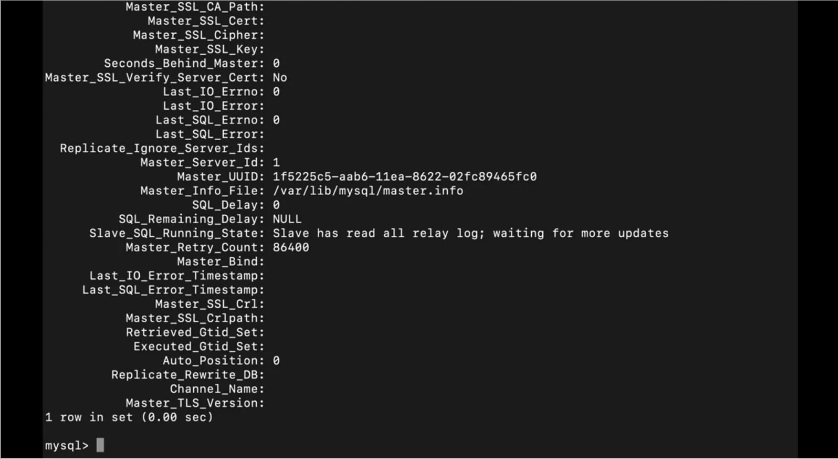 Master_SSL_CA_Path:
Master_SSL_Cert:
Master_SSL_Cipher:
Master_SSL_Key:
Seconds_Behind_Master: 0
Master_SSL_Verify_Server_Cert: No
Last_IO_Errno: 0
Last_IO_Error:
Last_SQL_Errno: 0
Last_SQL_Error:
Replicate_Ignore_Server_Ids:
Master_Server_Id: 1
Master_UUID: 1f5225c5-aab6-11ea-8622-02fc89465fc0
Master_Info_File: /var/lib/mysql/master.info
SQL_Delay: 0
SQL_Remaining_Delay: NULL
Slave_SQL_Running_State: Slave has read all relay log; waiting for more updates
Master_Retry_Count: 86400
Master_Bind:
Last_IO_Error_Timestamp:
Last_SQL_Error_Timestamp:
Master_SSL_Crl:
Master_SSL_Crlpath:
Retrieved_Gtid_Set:
Executed_Gtid_Set:
Auto_Position: 0
Replicate_Rewrite_DB:
Channel_Name:
Master_TLS_Version:
1 row in set (0.00 sec)
mysql>